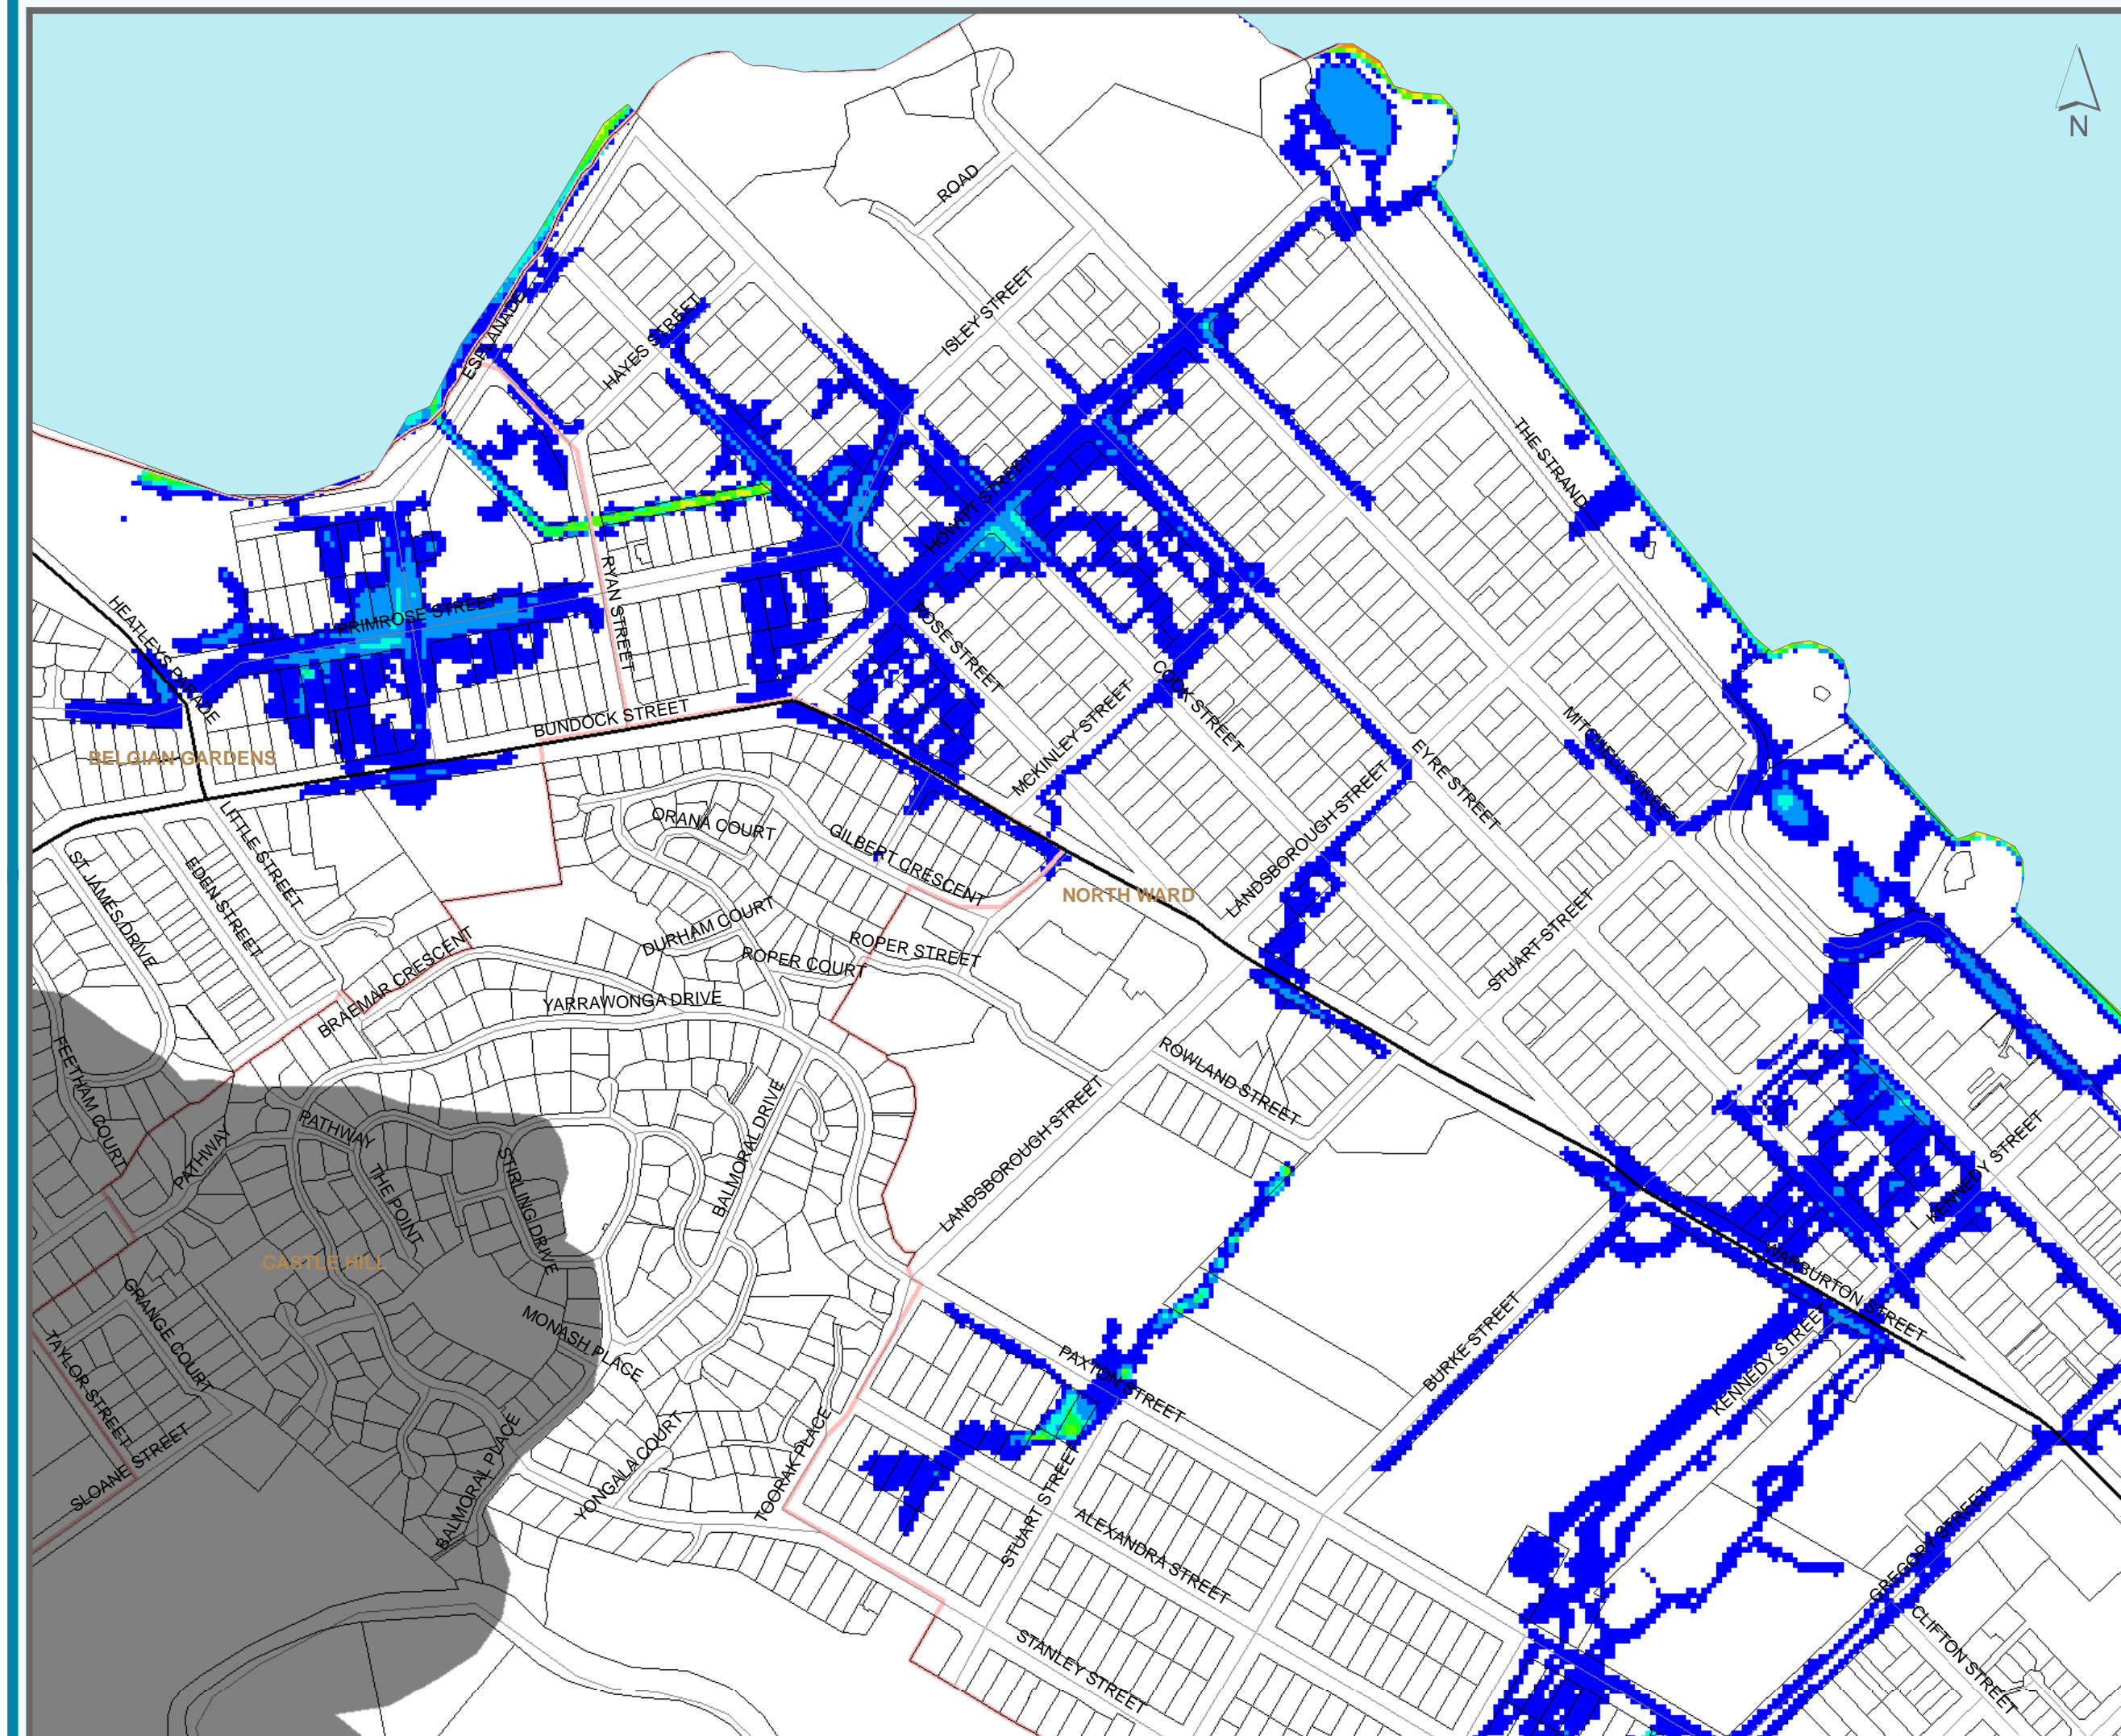 N
ROAD
ISLEY STREET
HAYES STREET
ESPLANADE
THE STRAND
HOWITT STREET
HEATLEYS PARADE
PRIMROSE STREET
RYAN STREET
ROSE STREET
COOK STREET
MCKINLEY STREET
BUNDOCK STREET
MITCHELL STREET
EYRE STREET
BELGIAN GARDENS
LANDSBOROUGH STREET
ORANA COURT
GILBERT CRESCENT
LITTLE STREET
EDEN STREET
ST JAMES DRIVE
NORTH WARD
STUART STREET
DURHAM COURT
ROPER STREET
ROPER COURT
BRAEMAR CRESCENT
YARRAWONGA DRIVE
FEETHAM COURT
ROWLAND STREET
PATHWAY
PATHWAY
THE POINT
STIRLING DRIVE
BALMORAL DRIVE
LANDSBOROUGH STREET
KENNEDY STREET
CASTLE HILL
WARBURTON STREET
GRANGE COURT
MONASH PLACE
TAYLOR STREET
PAXTON STREET
BURKE STREET
KENNEDY STREET
SLOANE STREET
BALMORAL PLACE
YONGALA COURT
TOORAK PLACE
STUART STREET
ALEXANDRA STREET
GREGORY STREET
CLIFTON STREET
STANLEY STREET